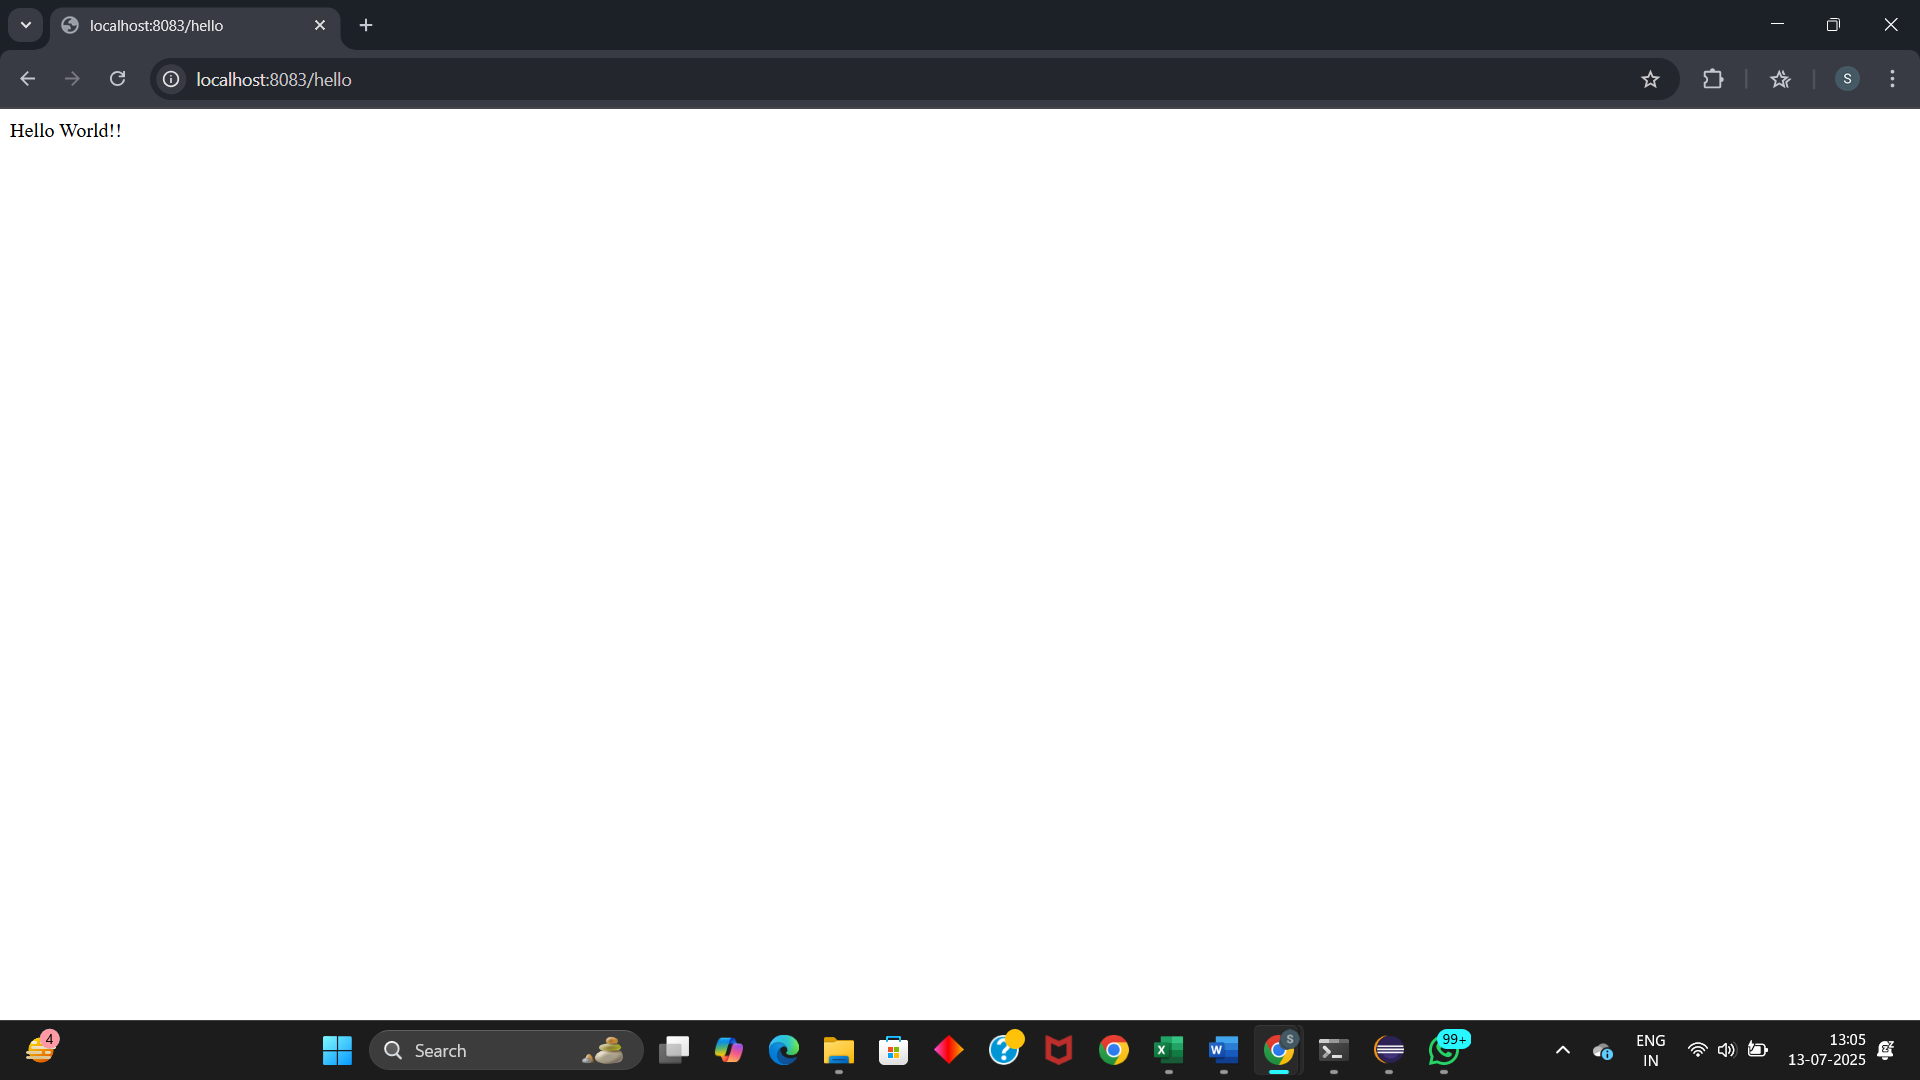 localhost:8083/hello
localhost:8083/hello
S
Hello World!!
4
Search
X
W
S
99+
ENG
IN
13:05
13-07-2025